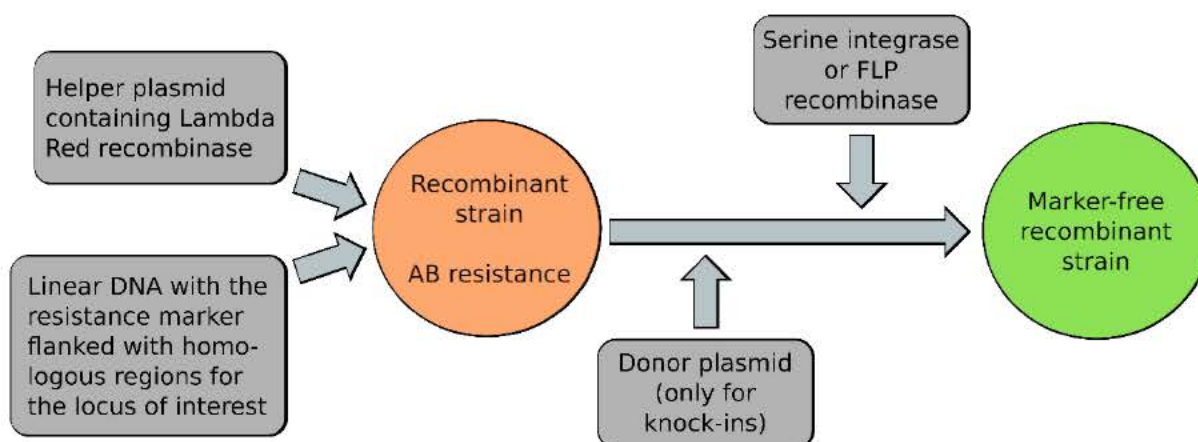 Helper plasmid
containing Lambda
Red recombinase
Linear DNA with the
resistance marker
flanked with homo-
logous regions for
the locus of interest
Recombinant
strain
AB resistance
Serine integrase
or FLP
recombinase
Donor plasmid
(only for
knock-ins)
Marker-free
recombinant
strain